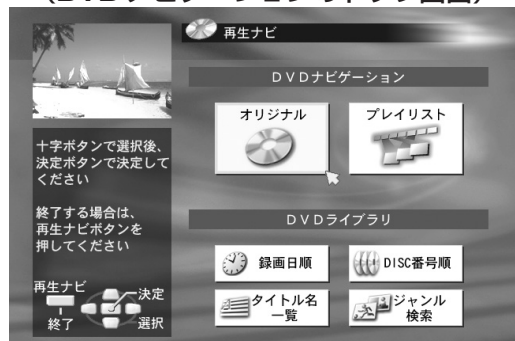 (DVDナビゲーションのトップ画面)
再生ナビ
DVDナビゲーション
オリジナル
プレイリスト
十字ボタンで選択後、
決定ボタンで決定して
ください
終了する場合は、
再生ナビボタンを
押してください
DVDライブラリ
録画日順
DISC番号順
タイトル名
一覧
ジャンル
検索
再生ナビ
決定
終了
選択